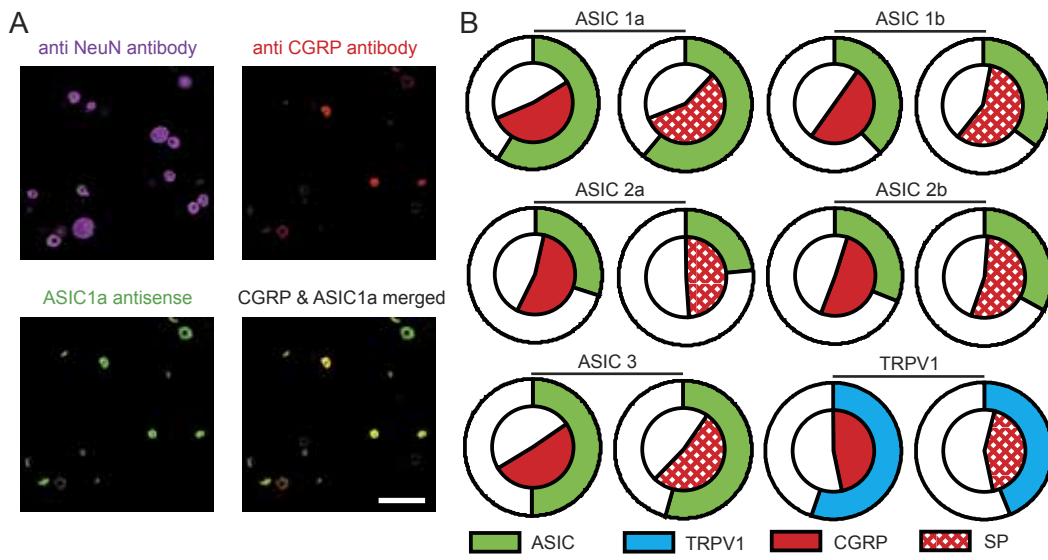 A
anti NeuN antibody
anti CGRP antibody
ASIC1a antisense
CGRP & ASIC1a merged
B
ASIC 1a
ASIC 1b
ASIC 2a
ASIC 2b
ASIC 3
TRPV1
ASIC
TRPV1
CGRP
SP